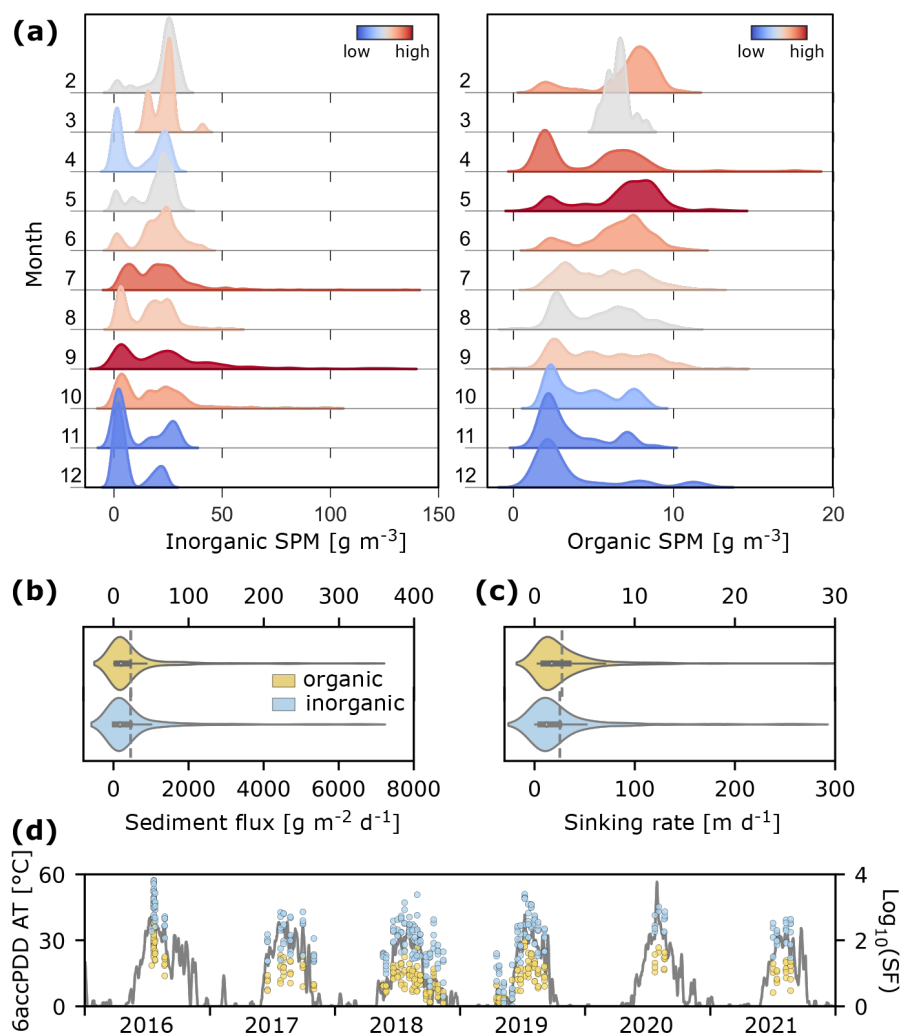 (a)
low high
low high
Month
2
3
4
5
6
7
8
9
10
11
12
0 50 100 150
Inorganic SPM [g m⁻³]
2
3
4
5
6
7
8
9
10
11
12
0 10 20
Organic SPM [g m⁻³]
(b)
0 100 200 300 400
organic
inorganic
0 2000 4000 6000 8000
Sediment flux [g m⁻² d⁻¹]
(c)
0 10 20 30
0 100 200 300
Sinking rate [m d⁻¹]
(d)
6accPDD AT [°C]
60
30
0
4
2
0
Log₁₀(SF)
2016 2017 2018 2019 2020 2021